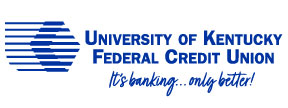 University of Kentucky
Federal Credit Union
It's banking...only better!